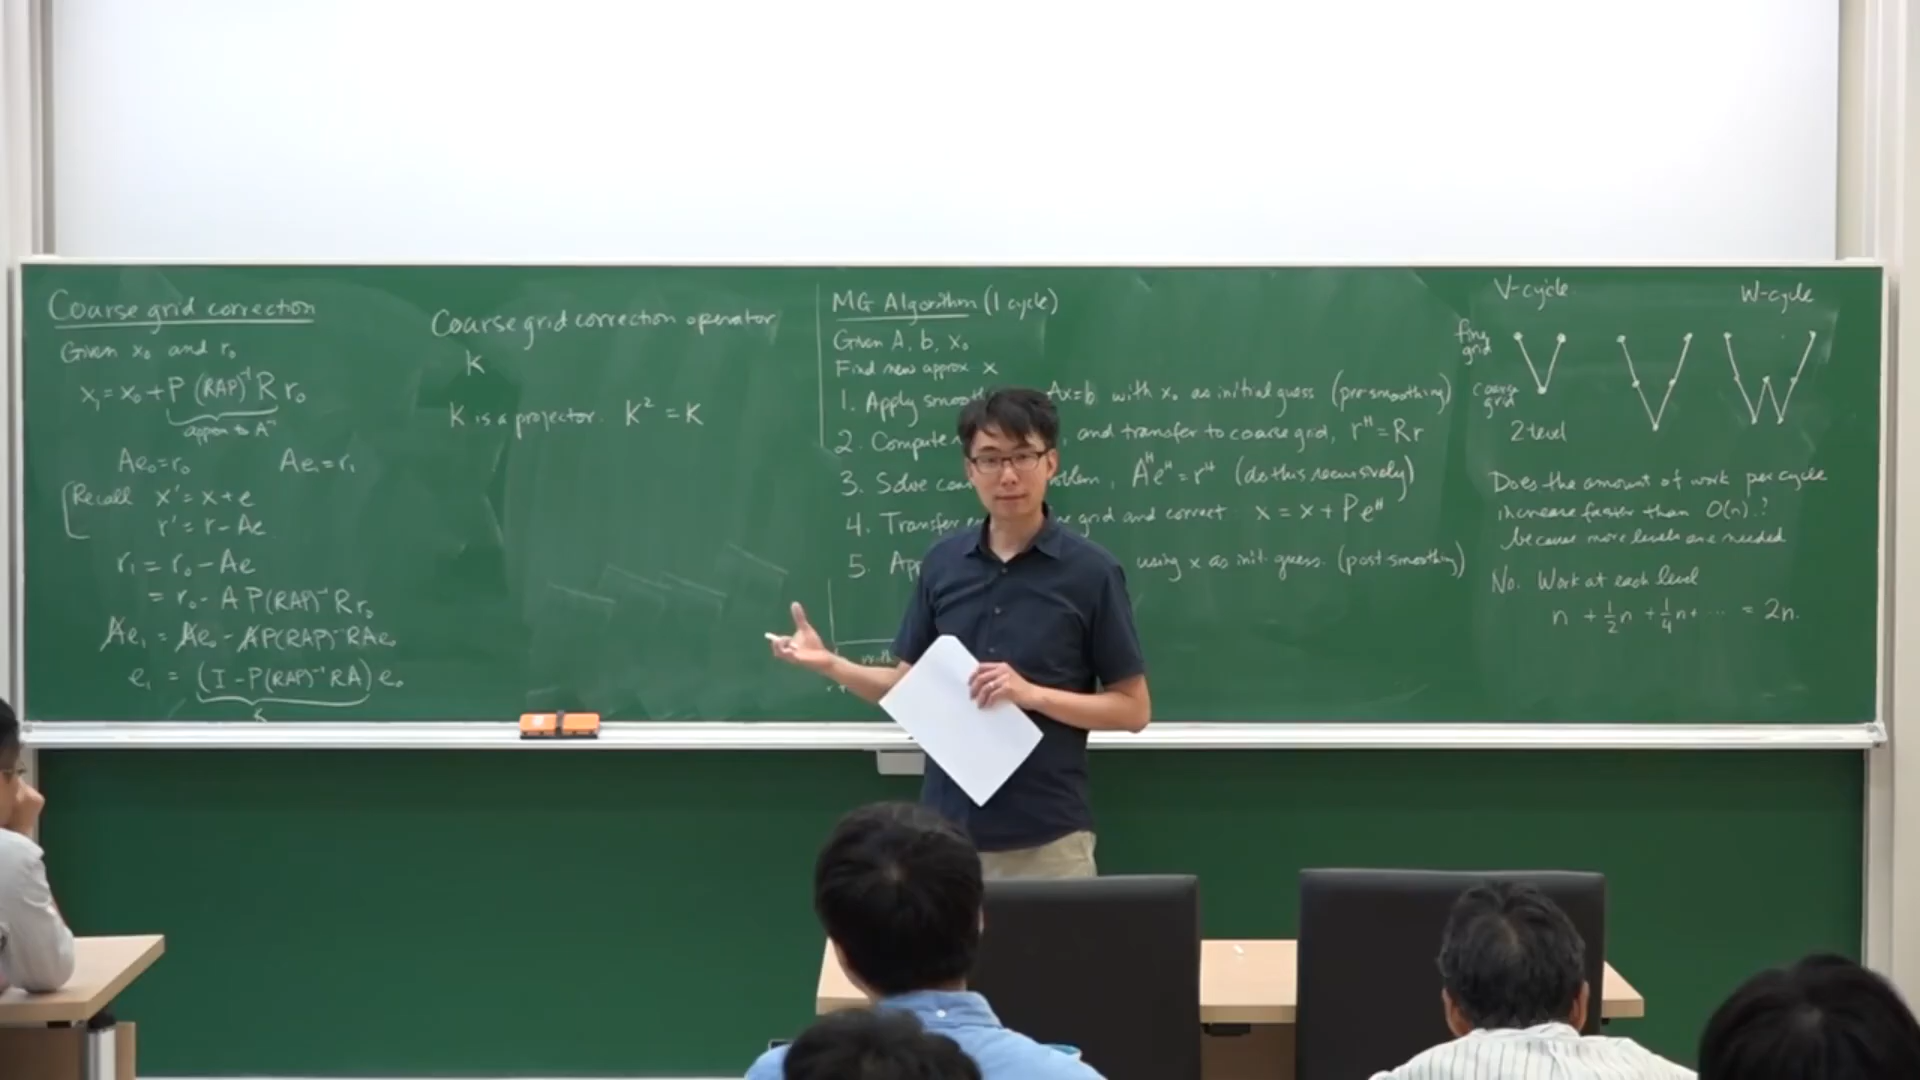 Coarse grid correction
Given x₀ and r₀
x₁ = x₀ + P (RAP)⁻¹ R r₀
approx to A⁻¹
Ae₀ = r₀ Ae₁ = r₁
Recall x' = x + e
r' = r - Ae
r₁ = r₀ - Ae
= r₀ - A P(RAP)⁻¹ R r₀
Ae₁ = Ae₀ - AP(RAP)⁻¹RAe₀
e₁ = (I - P(RAP)⁻¹ RA) e₀
Coarse grid correction operator
K
K is a projector. K² = K
MG Algorithm (1 cycle)
Given A, b, x₀
Find new approx x
1. Apply smooth Ax=b with x₀ as initial guess (pre-smoothing)
2. Compute , and transfer to coarse grid, rᴴ = Rr
3. Solve , Aᴴeᴴ = rᴴ (do this recursively)
4. Transfer grid and correct x = x + Peᴴ
5. using x as init. guess. (post-smoothing)
V-cycle W-cycle
fine grid
coarse grid
2 level
Does the amount of work per cycle
increase faster than O(n)?
because more levels are needed
No. Work at each level
n + ½n + ¼n + ... = 2n.